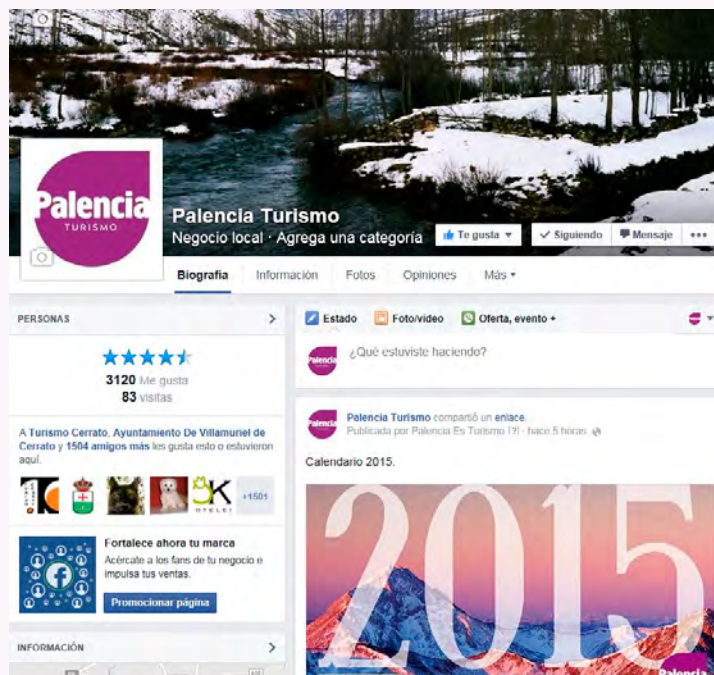 Palencia
TURISMO
Palencia Turismo
Negocio local · Agrega una categoría
Te gusta
Siguiendo
Mensaje
Biografía
Información
Fotos
Opiniones
Más
PERSONAS
3120 Me gusta
83 visitas
A Turismo Cerrato, Ayuntamiento De Villamuriel de
Cerrato y 1504 amigos más les gusta esto o estuvieron
aquí.
+1501
Fortalece ahora tu marca
Acércate a los fans de tu negocio e
impulsa tus ventas.
Promocionar página
INFORMACIÓN
Estado
Foto/video
Oferta, evento +
Palencia
¿Qué estuviste haciendo?
Palencia
Palencia Turismo compartió un enlace.
Publicada por Palencia Es Turismo [?] · hace 5 horas
Calendario 2015.
2015
Palencia